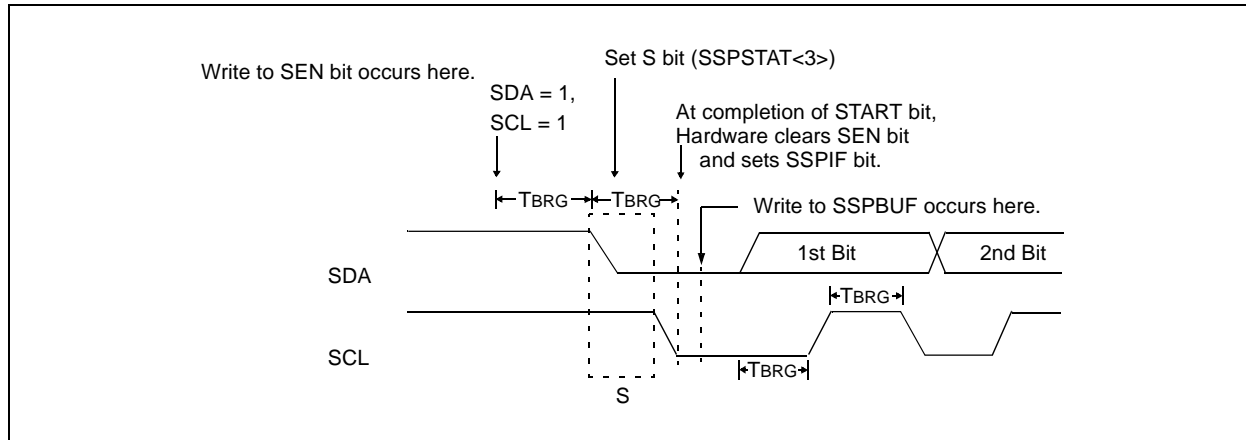 Write to SEN bit occurs here.
SDA = 1,
SCL = 1
Set S bit (SSPSTAT<3>)
At completion of START bit,
Hardware clears SEN bit
and sets SSPIF bit.
TBRG
TBRG
Write to SSPBUF occurs here.
SDA
1st Bit
2nd Bit
TBRG
SCL
TBRG
S